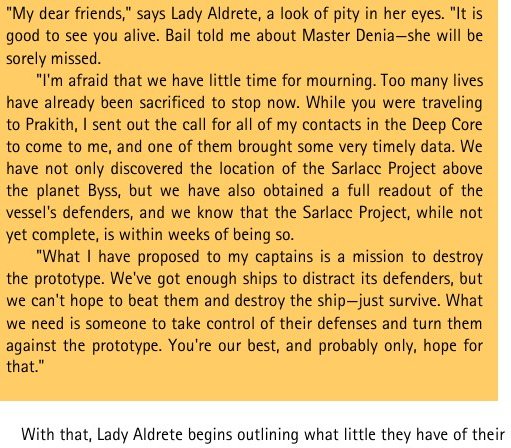 "My dear friends," says Lady Aldrete, a look of pity in her eyes. "It is
good to see you alive. Bail told me about Master Denia—she will be
sorely missed.
"I'm afraid that we have little time for mourning. Too many lives
have already been sacrificed to stop now. While you were traveling
to Prakith, I sent out the call for all of my contacts in the Deep Core
to come to me, and one of them brought some very timely data. We
have not only discovered the location of the Sarlacc Project above
the planet Byss, but we have also obtained a full readout of the
vessel's defenders, and we know that the Sarlacc Project, while not
yet complete, is within weeks of being so.
"What I have proposed to my captains is a mission to destroy
the prototype. We've got enough ships to distract its defenders, but
we can't hope to beat them and destroy the ship—just survive. What
we need is someone to take control of their defenses and turn them
against the prototype. You're our best, and probably only, hope for
that."
With that, Lady Aldrete begins outlining what little they have of their